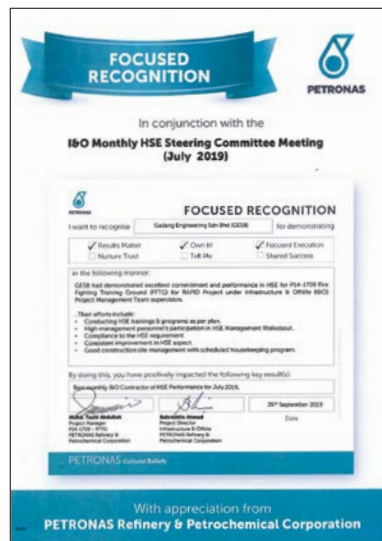 FOCUSED
RECOGNITION
PETRONAS
In conjunction with the
I&O Monthly HSE Steering Committee Meeting
(July 2019)
PETRONAS
FOCUSED RECOGNITION
I want to recognise Gadang Engineering Sdn Bhd (GESB) for demonstrating
Results Matter Own It! Focused Execution
Nurture Trust Tell Me Shared Success
in the following manner:
GESB had demonstrated excellent commitment and performance in HSE for P14-1709 Fire
Fighting Training Ground (FFTG) for RAPID Project under Infrastructure & Offsite (I&O)
Project Management Team supervision.
Their efforts include:
• Conducting HSE trainings & programs as per plan.
• High management personnel's participation in HSE Management Walkabout.
• Compliance to the HSE requirement
• Consistent improvement in HSE aspect.
• Good construction site management with scheduled housekeeping program.
By doing this, you have positively impacted the following key result(s):
Best monthly I&O Contractor of HSE Performance for July 2019.
26th September 2019
Project Manager Project Director Date
P14-1709 - FFTG Infrastructure & Offsite
PETRONAS Refinery & PETRONAS Refinery &
Petrochemical Corporation Petrochemical Corporation
PETRONAS Cultural Beliefs
With appreciation from
PETRONAS Refinery & Petrochemical Corporation